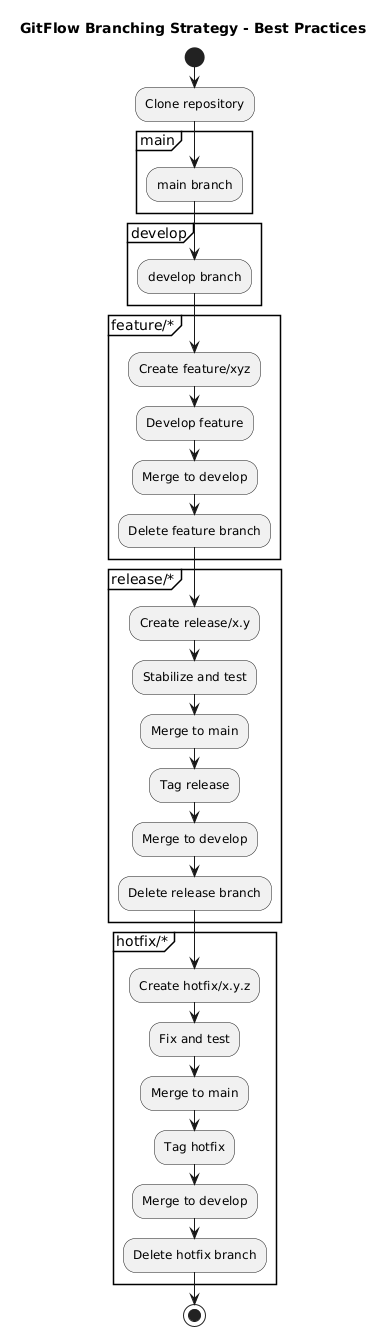 GitFlow Branching Strategy - Best Practices
Clone repository
main
main branch
develop
develop branch
feature/*
Create feature/xyz
Develop feature
Merge to develop
Delete feature branch
release/*
Create release/x.y
Stabilize and test
Merge to main
Tag release
Merge to develop
Delete release branch
hotfix/*
Create hotfix/x.y.z
Fix and test
Merge to main
Tag hotfix
Merge to develop
Delete hotfix branch